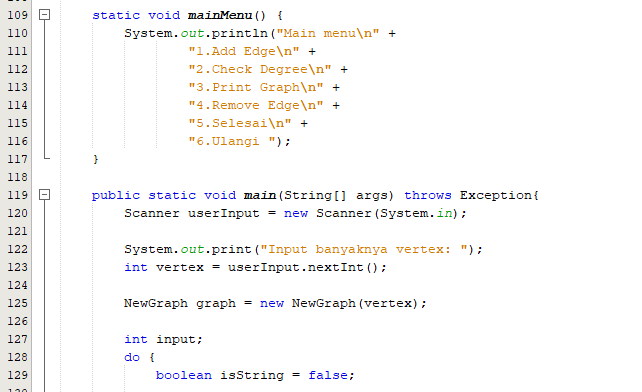 109 static void mainMenu() {
110 System.out.println("Main menu\n" +
111 "1.Add Edge\n" +
112 "2.Check Degree\n" +
113 "3.Print Graph\n" +
114 "4.Remove Edge\n" +
115 "5.Selesai\n" +
116 "6.Ulangi ");
117 }
118
119 public static void main(String[] args) throws Exception{
120 Scanner userInput = new Scanner(System.in);
121
122 System.out.print("Input banyaknya vertex: ");
123 int vertex = userInput.nextInt();
124
125 NewGraph graph = new NewGraph(vertex);
126
127 int input;
128 do {
129 boolean isString = false;